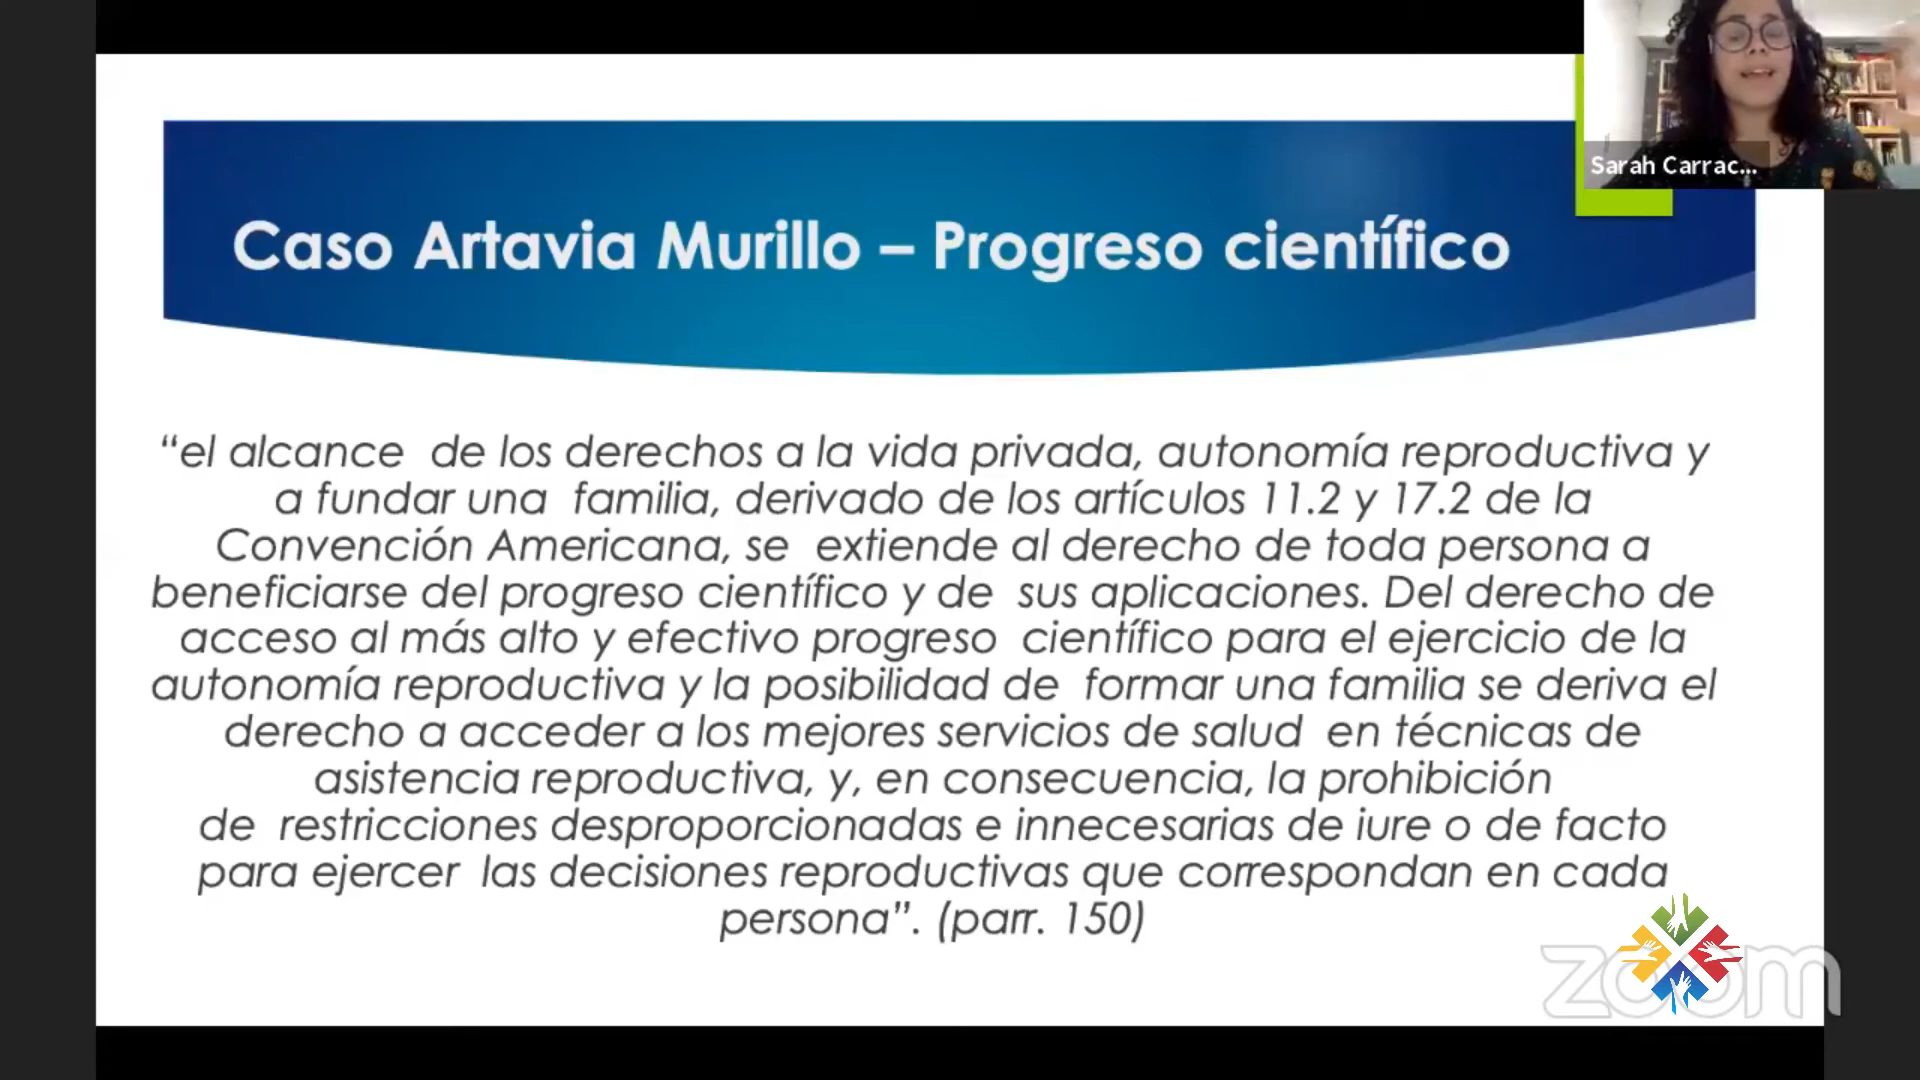 Sarah Carrac...
Caso Artavia Murillo – Progreso científico
“el alcance de los derechos a la vida privada, autonomía reproductiva y
a fundar una familia, derivado de los artículos 11.2 y 17.2 de la
Convención Americana, se extiende al derecho de toda persona a
beneficiarse del progreso científico y de sus aplicaciones. Del derecho de
acceso al más alto y efectivo progreso científico para el ejercicio de la
autonomía reproductiva y la posibilidad de formar una familia se deriva el
derecho a acceder a los mejores servicios de salud en técnicas de
asistencia reproductiva, y, en consecuencia, la prohibición
de restricciones desproporcionadas e innecesarias de iure o de facto
para ejercer las decisiones reproductivas que correspondan en cada
persona”. (parr. 150)
zoom